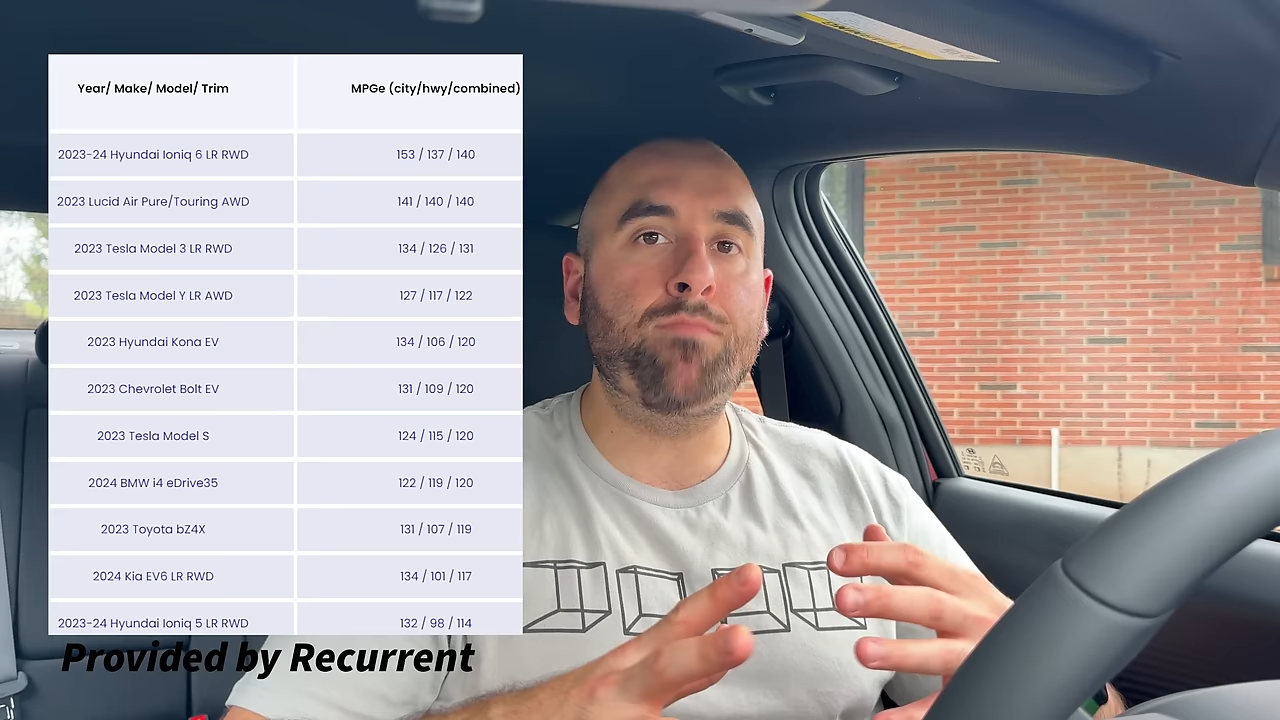 Year/ Make/ Model/ Trim MPGe (city/hwy/combined)
2023-24 Hyundai Ioniq 6 LR RWD 153 / 137 / 140
2023 Lucid Air Pure/Touring AWD 141 / 140 / 140
2023 Tesla Model 3 LR RWD 134 / 126 / 131
2023 Tesla Model Y LR AWD 127 / 117 / 122
2023 Hyundai Kona EV 134 / 106 / 120
2023 Chevrolet Bolt EV 131 / 109 / 120
2023 Tesla Model S 124 / 115 / 120
2024 BMW i4 eDrive35 122 / 119 / 120
2023 Toyota bZ4X 131 / 107 / 119
2024 Kia EV6 LR RWD 134 / 101 / 117
2023-24 Hyundai Ioniq 5 LR RWD 132 / 98 / 114
Provided by Recurrent